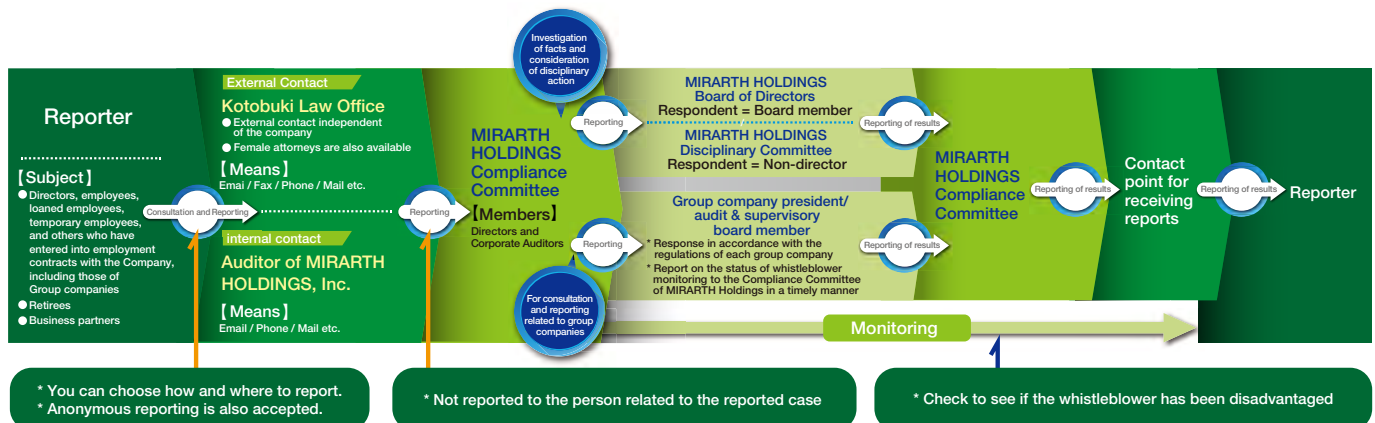 Reporter
【Subject】
Directors, employees,
loaned employees,
temporary employees,
and others who have
entered into employment
contracts with the Company,
including those of
Group companies
Retirees
Business partners
Consultation and Reporting
External Contact
Kotobuki Law Office
External contact independent
of the company
Female attorneys are also available
【Means】
Emai / Fax / Phone / Mail etc.
internal contact
Auditor of MIRARTH
HOLDINGS, Inc.
【Means】
Email / Phone / Mail etc.
Reporting
MIRARTH
HOLDINGS
Compliance
Committee
【Members】
Directors and
Corporate Auditors
Investigation
of facts and
consideration
of disciplinary
action
Reporting
MIRARTH HOLDINGS
Board of Directors
Respondent = Board member
MIRARTH HOLDINGS
Disciplinary Committee
Respondent = Non-director
Reporting of results
For consultation
and reporting
related to group
companies
Reporting
Group company president/
audit & supervisory
board member
* Response in accordance with the
regulations of each group company
* Report on the status of whistleblower
monitoring to the Compliance Committee
of MIRARTH Holdings in a timely manner
Reporting of results
MIRARTH
HOLDINGS
Compliance
Committee
Reporting of results
Contact
point for
receiving
reports
Reporting of results
Reporter
Monitoring
* You can choose how and where to report.
* Anonymous reporting is also accepted.
* Not reported to the person related to the reported case
* Check to see if the whistleblower has been disadvantaged